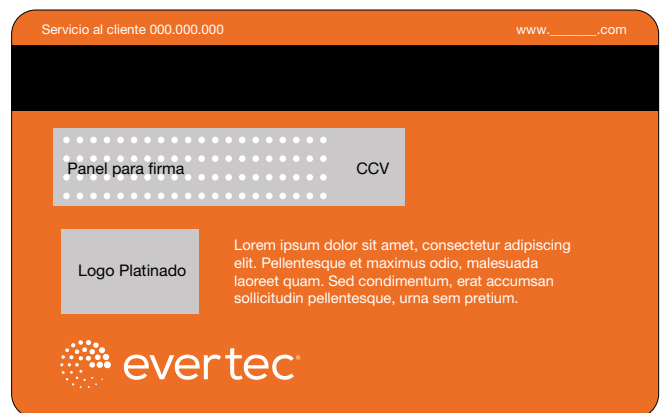 Servicio al cliente 000.000.000 www._______.com
Panel para firma CCV
Logo Platinado
Lorem ipsum dolor sit amet, consectetur adipiscing
elit. Pellentesque et maximus odio, malesuada
laoreet quam. Sed condimentum, erat accumsan
sollicitudin pellentesque, urna sem pretium.
evertec